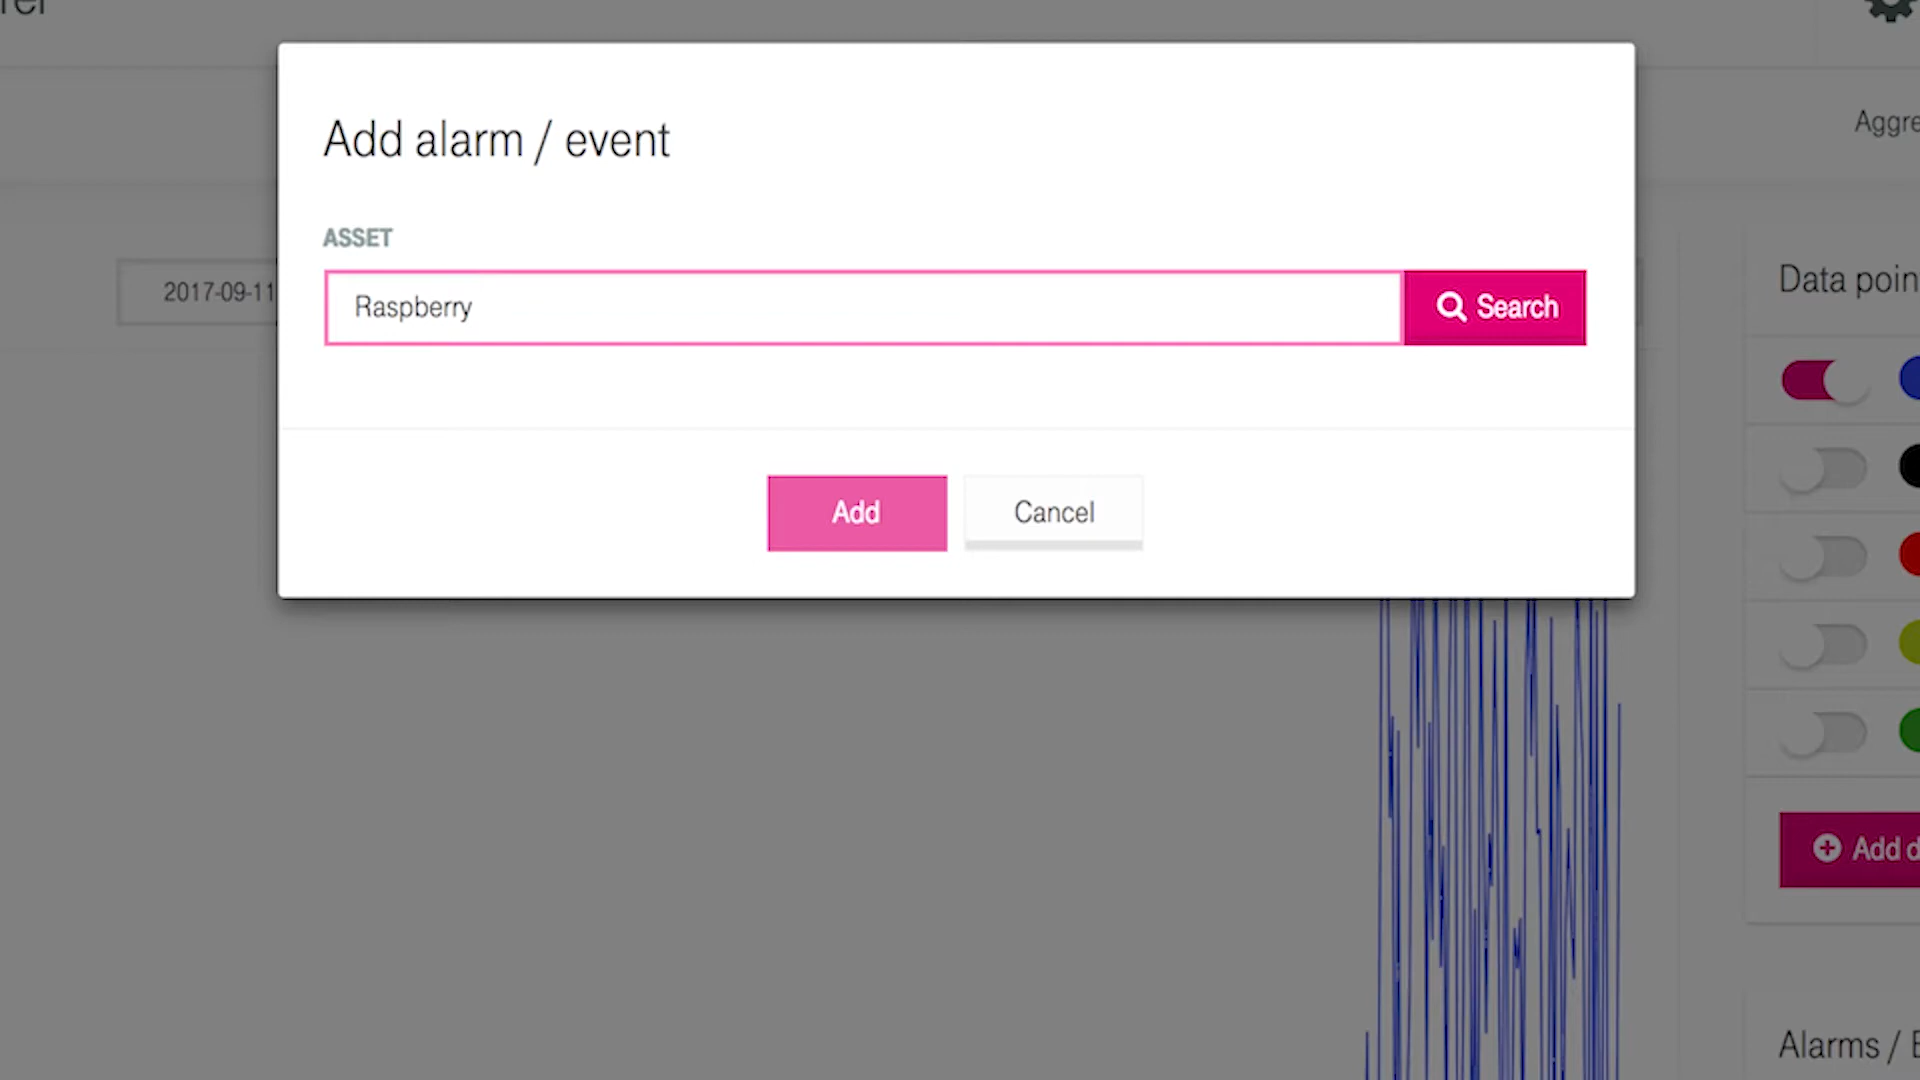 Add alarm / event
Aggre
ASSET
2017-09-11
Raspberry
Search
Data poin
Add
Cancel
Add d
Alarms / E